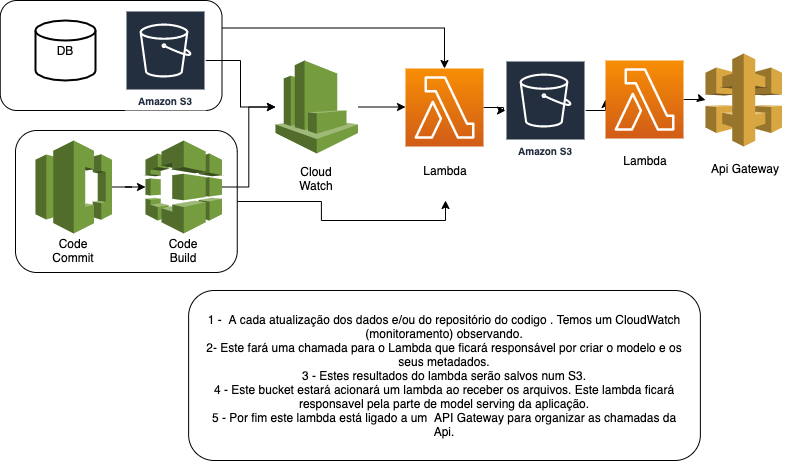 DB
Amazon S3
Cloud
Watch
Lambda
Amazon S3
Lambda
Api Gateway
Code
Commit
Code
Build
1 -  A cada atualização dos dados e/ou do repositório do codigo . Temos um CloudWatch
(monitoramento) observando.
2- Este fará uma chamada para o Lambda que ficará responsável por criar o modelo e os
seus metadados.
3 - Estes resultados do lambda serão salvos num S3.
4 - Este bucket estará acionará um lambda ao receber os arquivos. Este lambda ficará
responsavel pela parte de model serving da aplicação.
5 - Por fim este lambda está ligado a um  API Gateway para organizar as chamadas da
Api.